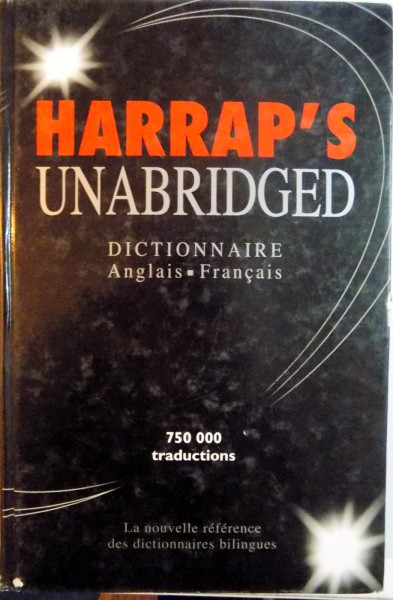 HARRAP'S
UNABRIDGED
DICTIONNAIRE
Anglais ▪ Français
750 000
traductions
La nouvelle référence
des dictionnaires bilingues